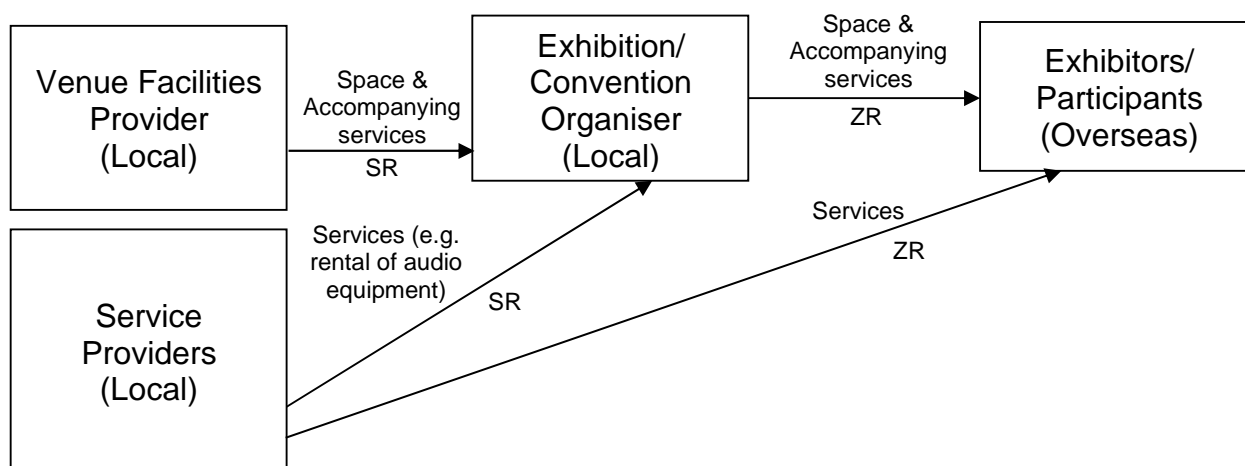 Venue Facilities
Provider
(Local)
Space &
Accompanying
services
SR
Exhibition/
Convention
Organiser
(Local)
Space &
Accompanying
services
ZR
Exhibitors/
Participants
(Overseas)
Service
Providers
(Local)
Services (e.g.
rental of audio
equipment)
SR
Services
ZR